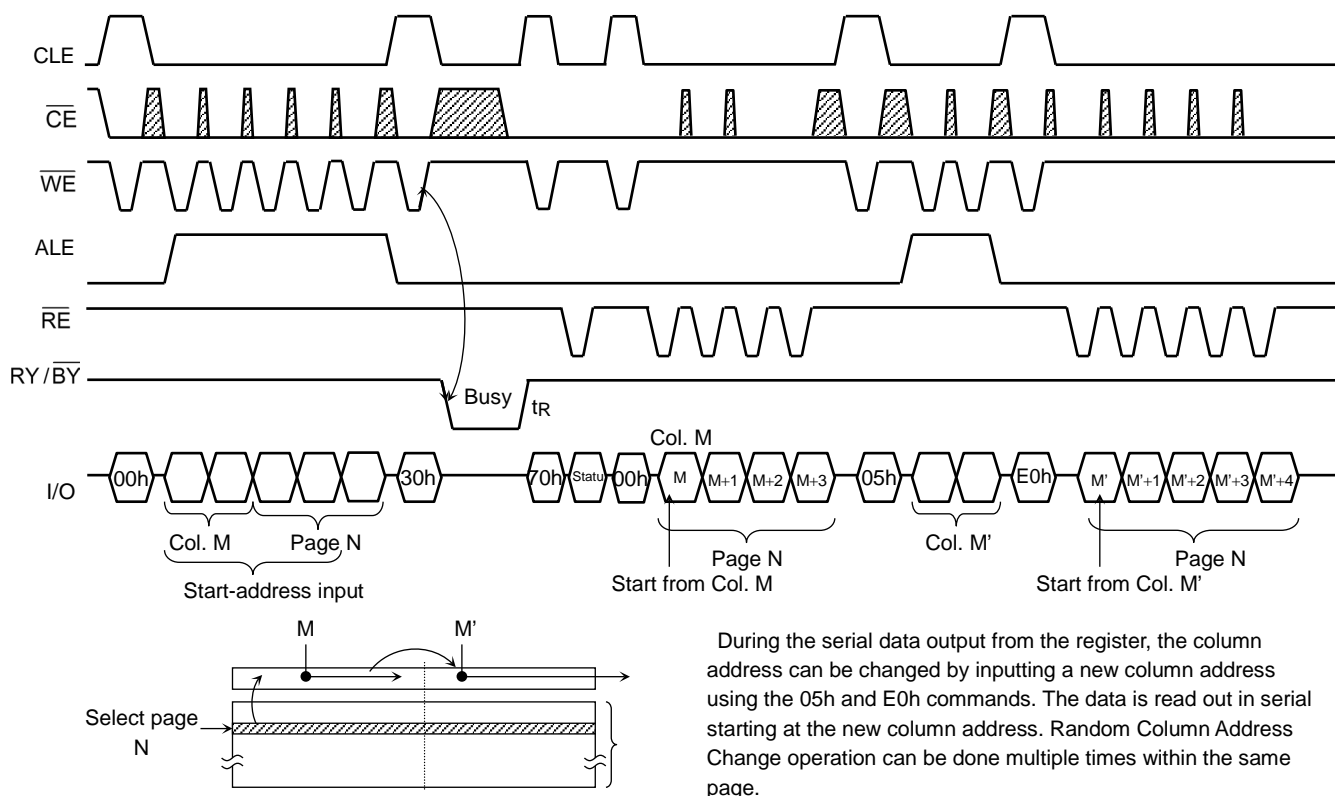 CLE
CE
WE
ALE
RE
RY / BY
Busy
tR
Col. M
I/O
00h
30h
70h
Statu
00h
M
M+1
M+2
M+3
05h
E0h
M'
M'+1
M'+2
M'+3
M'+4
Col. M
Page N
Start-address input
Page N
Start from Col. M
Col. M’
Page N
Start from Col. M’
M
M’
Select page
N
During the serial data output from the register, the column
address can be changed by inputting a new column address
using the 05h and E0h commands. The data is read out in serial
starting at the new column address. Random Column Address
Change operation can be done multiple times within the same
page.